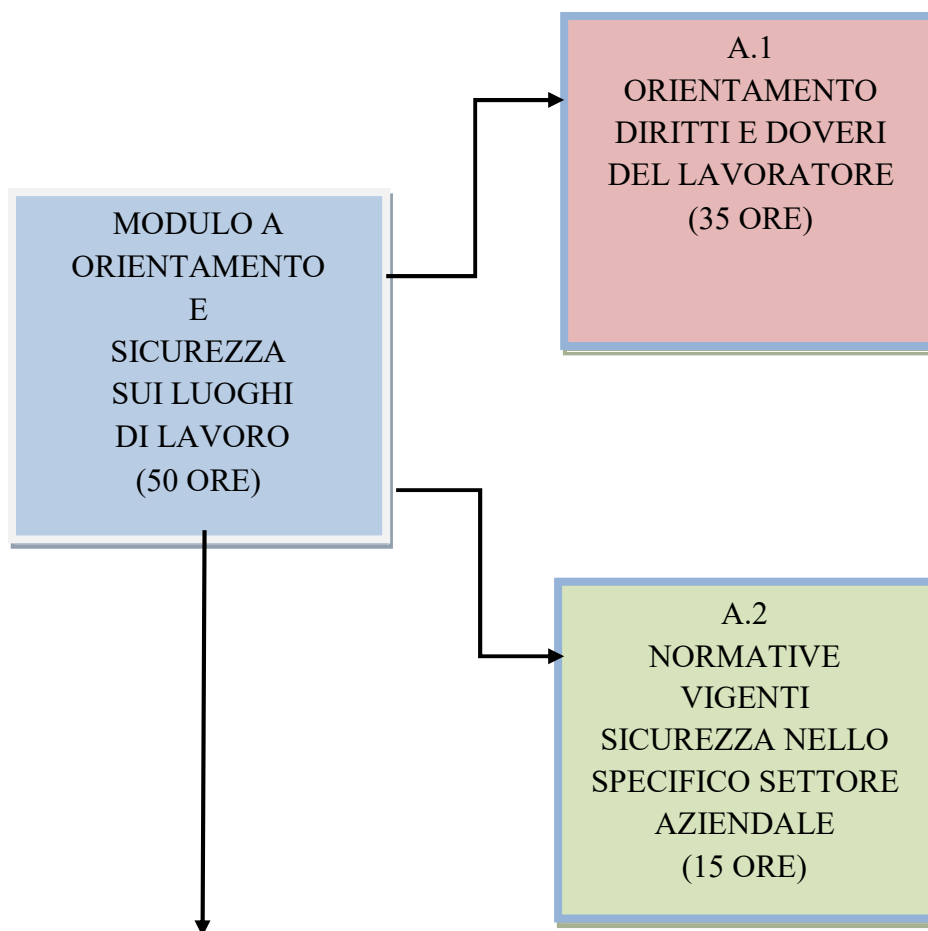 MODULO A
ORIENTAMENTO
E
SICUREZZA
SUI LUOGHI
DI LAVORO
(50 ORE)
A.1
ORIENTAMENTO
DIRITTI E DOVERI
DEL LAVORATORE
(35 ORE)
A.2
NORMATIVE
VIGENTI
SICUREZZA NELLO
SPECIFICO SETTORE
AZIENDALE
(15 ORE)